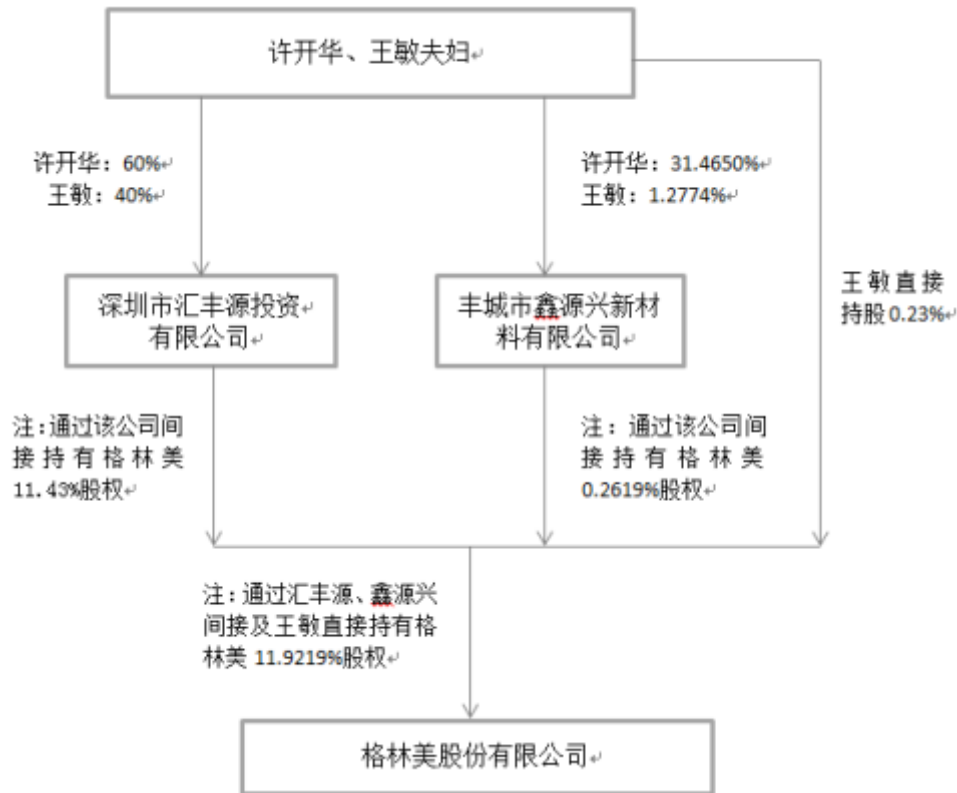 许开华、王敏夫妇
许开华：60%
王敏：40%
许开华：31.4650%
王敏：1.2774%
王敏直接
持股 0.23%
深圳市汇丰源投资
有限公司
丰城市鑫源兴新材
料有限公司
注：通过该公司间
接持有格林美
11.43%股权
注：通过该公司间
接持有格林美
0.2619%股权
注：通过汇丰源、鑫源兴
间接及王敏直接持有格
林美 11.9219%股权
格林美股份有限公司